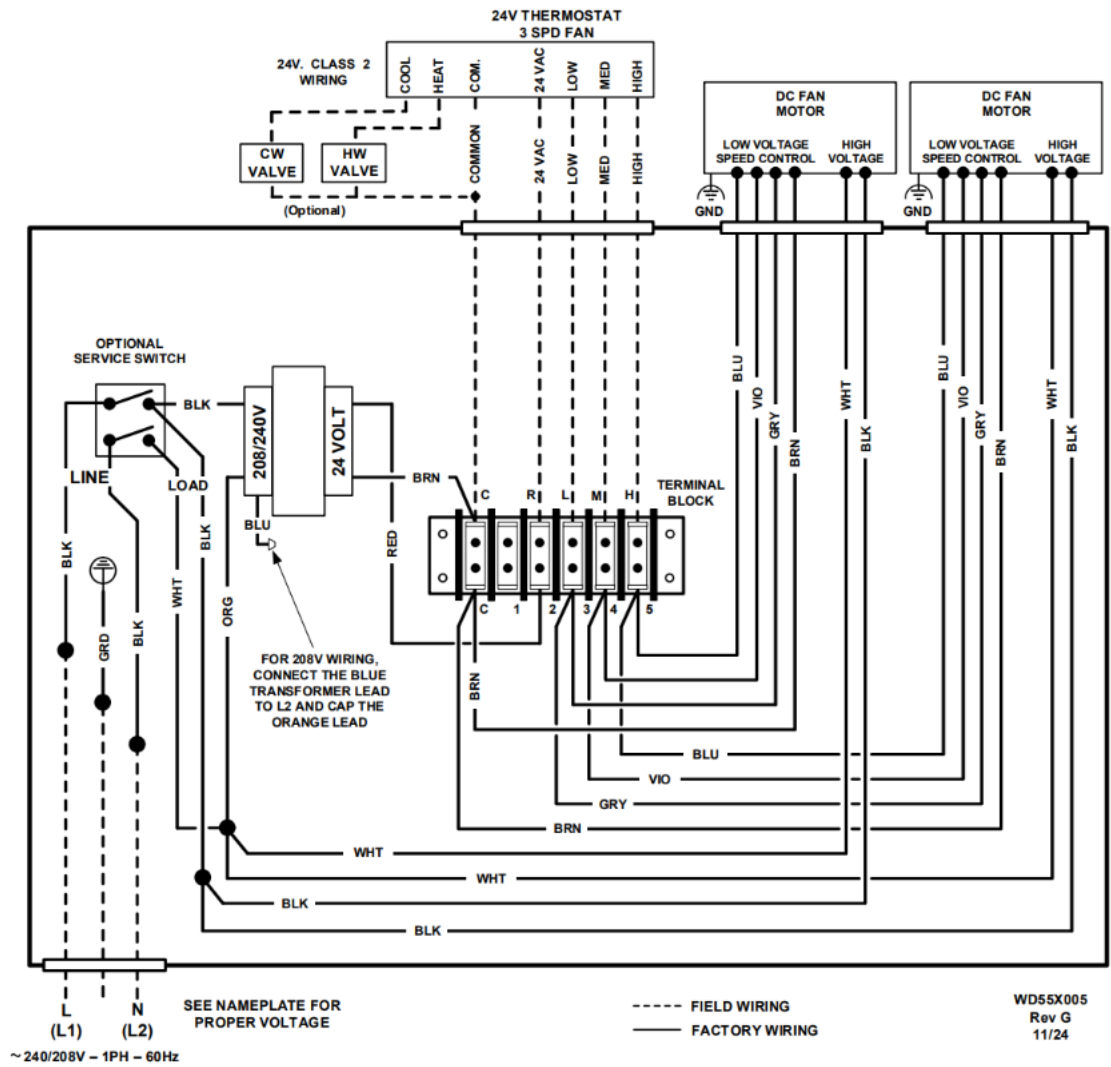 24V THERMOSTAT
3 SPD FAN
24V. CLASS 2
WIRING
COOL
HEAT
COM.
24 VAC
LOW
MED
HIGH
CW
VALVE
HW
VALVE
(Optional)
COMMON
24 VAC
LOW
MED
HIGH
DC FAN
MOTOR
LOW VOLTAGE
SPEED CONTROL
HIGH
VOLTAGE
GND
DC FAN
MOTOR
LOW VOLTAGE
SPEED CONTROL
HIGH
VOLTAGE
GND
OPTIONAL
SERVICE SWITCH
BLK
LINE
LOAD
208/240V
24 VOLT
BLU
BRN
RED
BLK
GRD
BLK
WHT
BLK
ORG
FOR 208V WIRING,
CONNECT THE BLUE
TRANSFORMER LEAD
TO L2 AND CAP THE
ORANGE LEAD
C R L M H
TERMINAL
BLOCK
C 1 2 3 4 5
BRN
BLU
VIO
GRY
BRN
WHT
BLK
BLU
VIO
GRY
BRN
WHT
BLK
BLU
VIO
GRY
BRN
WHT
WHT
BLK
BLK
L
(L1)
N
(L2)
~ 240/208V – 1PH – 60Hz
SEE NAMEPLATE FOR
PROPER VOLTAGE
FIELD WIRING
FACTORY WIRING
WD55X005
Rev G
11/24